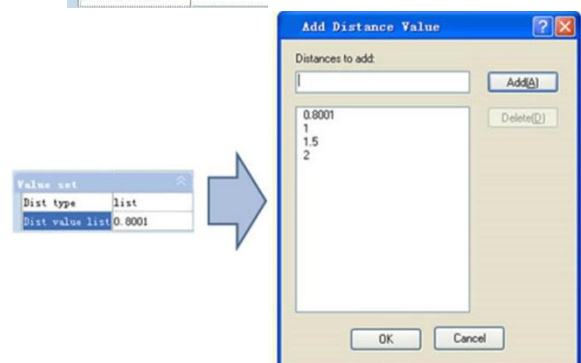 Value set
Dist type list
Dist value list 0.8001
Add Distance Value
Distances to add:
Add(A)
0.8001
1
1.5
2
Delete(D)
OK
Cancel